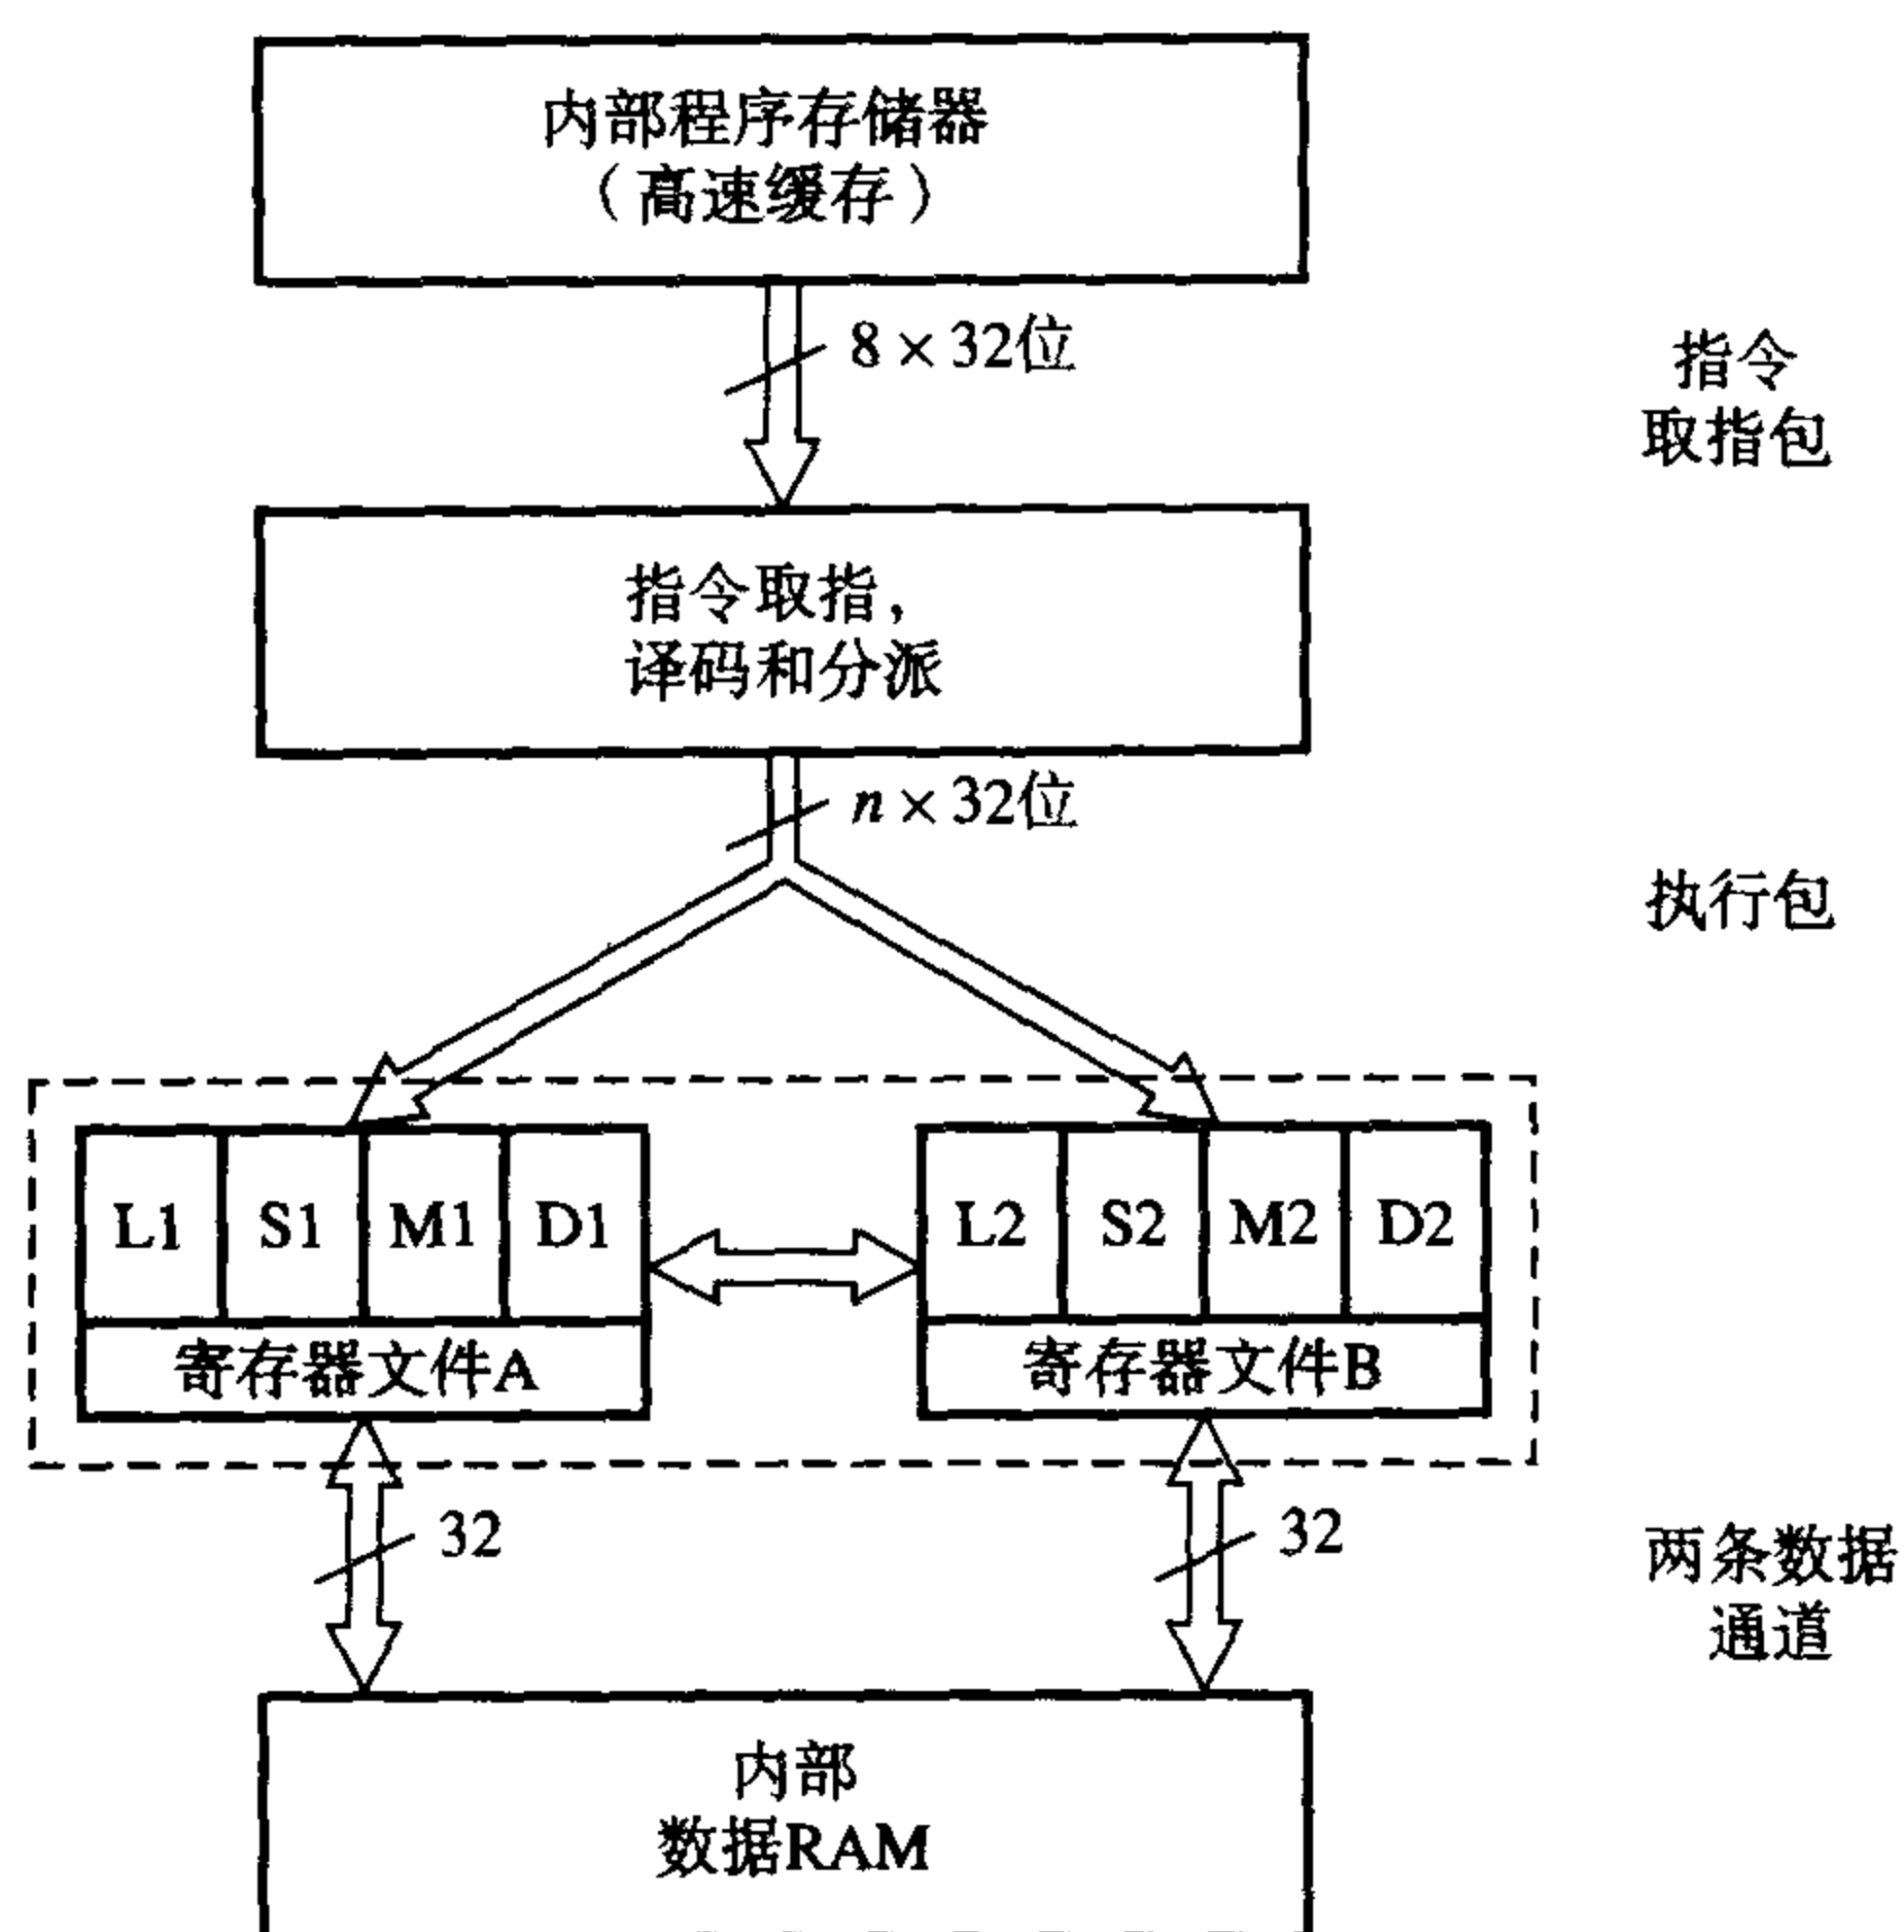 内部程序存储器
（高速缓存）
8 × 32位
指令
取指包
指令取指，
译码和分派
n × 32位
执行包
L1 S1 M1 D1
L2 S2 M2 D2
寄存器文件A
寄存器文件B
32
32
两条数据
通道
内部
数据RAM